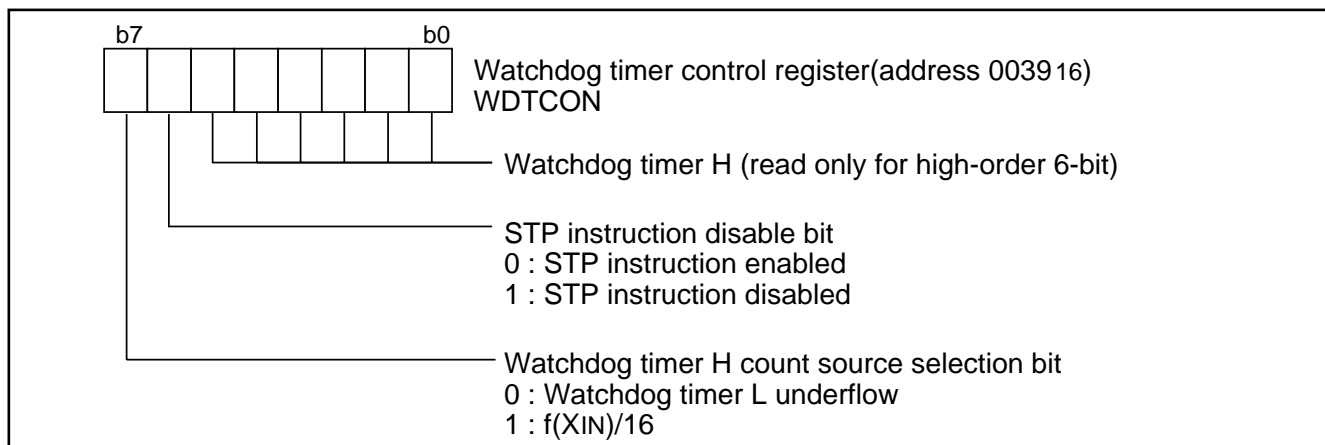 b7 b0
Watchdog timer control register(address 003916)
WDTCON
Watchdog timer H (read only for high-order 6-bit)
STP instruction disable bit
0 : STP instruction enabled
1 : STP instruction disabled
Watchdog timer H count source selection bit
0 : Watchdog timer L underflow
1 : f(XIN)/16